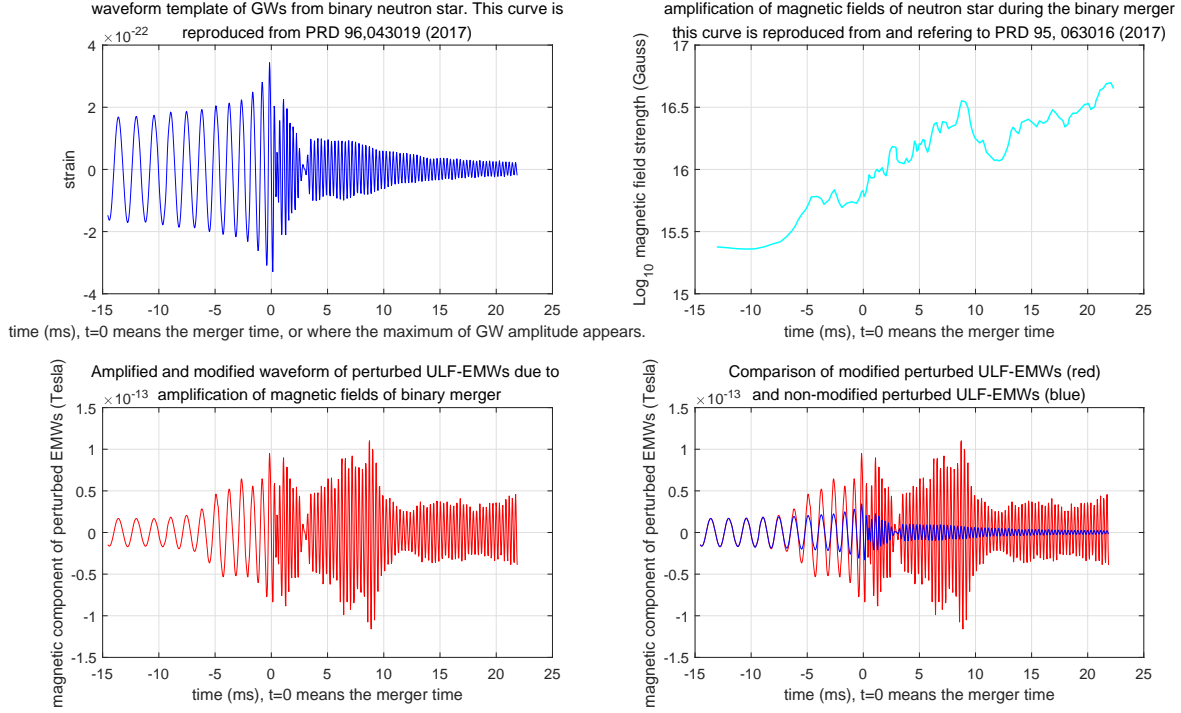 waveform template of GWs from binary neutron star. This curve is
reproduced from PRD 96,043019 (2017)
×10-22
4
2
0
-2
-4
strain
-15 -10 -5 0 5 10 15 20 25
time (ms), t=0 means the merger time, or where the maximum of GW amplitude appears.
amplification of magnetic fields of neutron star during the binary merger
this curve is reproduced from and refering to PRD 95, 063016 (2017)
17
16.5
16
15.5
15
Log10 magnetic field strength (Gauss)
-15 -10 -5 0 5 10 15 20 25
time (ms), t=0 means the merger time
Amplified and modified waveform of perturbed ULF-EMWs due to
amplification of magnetic fields of binary merger
×10-13
1.5
1
0.5
0
-0.5
-1
-1.5
magnetic component of perturbed EMWs (Tesla)
-15 -10 -5 0 5 10 15 20 25
time (ms), t=0 means the merger time
Comparison of modified perturbed ULF-EMWs (red)
and non-modified perturbed ULF-EMWs (blue)
×10-13
1.5
1
0.5
0
-0.5
-1
-1.5
magnetic component of perturbed EMWs (Tesla)
-15 -10 -5 0 5 10 15 20 25
time (ms), t=0 means the merger time